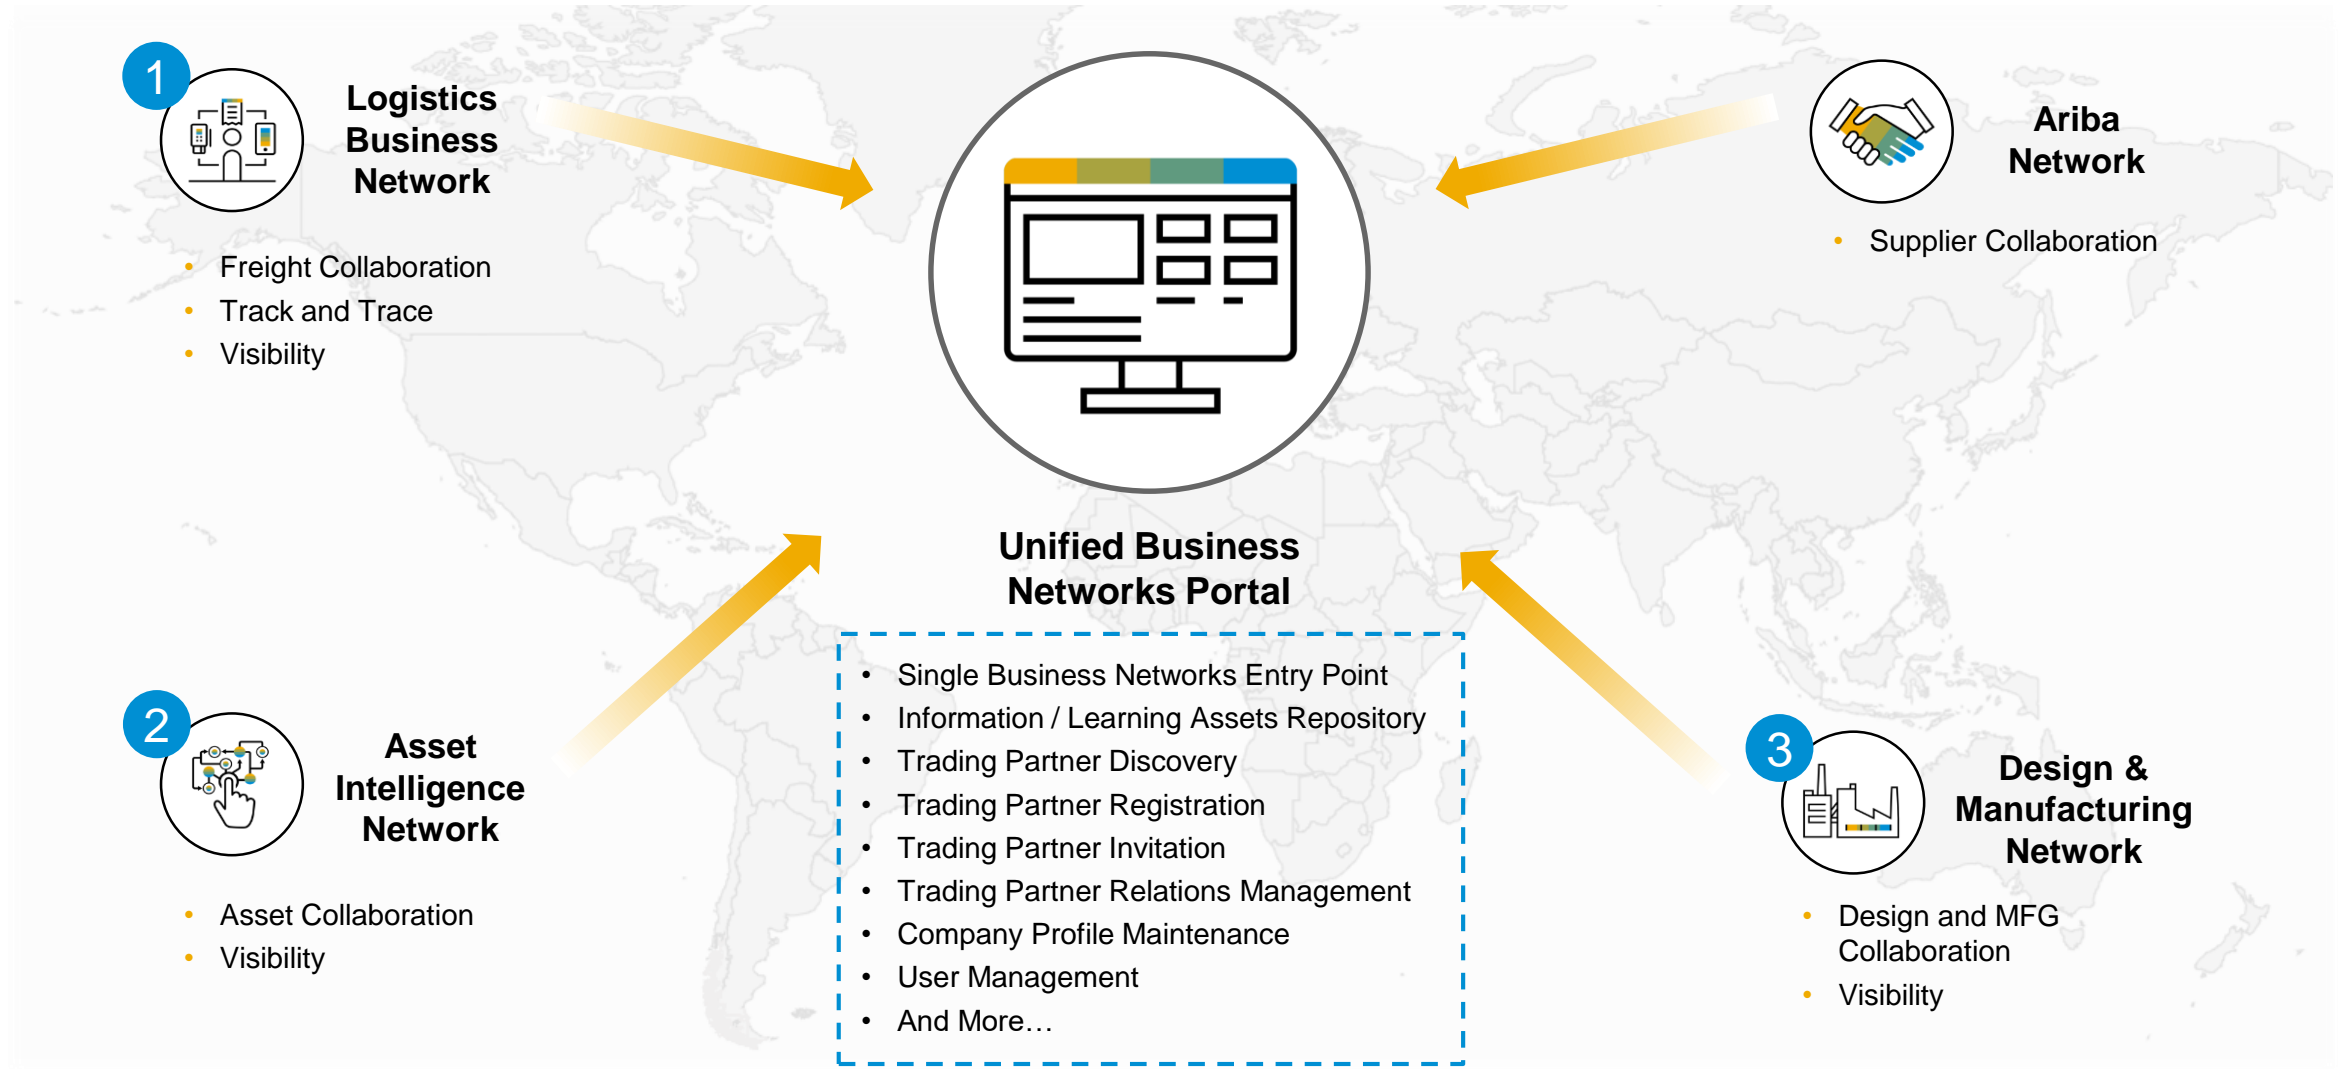 1
Logistics
Business
Network
• Freight Collaboration
• Track and Trace
• Visibility
Ariba
Network
• Supplier Collaboration
Unified Business
Networks Portal
• Single Business Networks Entry Point
• Information / Learning Assets Repository
• Trading Partner Discovery
• Trading Partner Registration
• Trading Partner Invitation
• Trading Partner Relations Management
• Company Profile Maintenance
• User Management
• And More…
2
Asset
Intelligence
Network
• Asset Collaboration
• Visibility
3
Design &
Manufacturing
Network
• Design and MFG
Collaboration
• Visibility